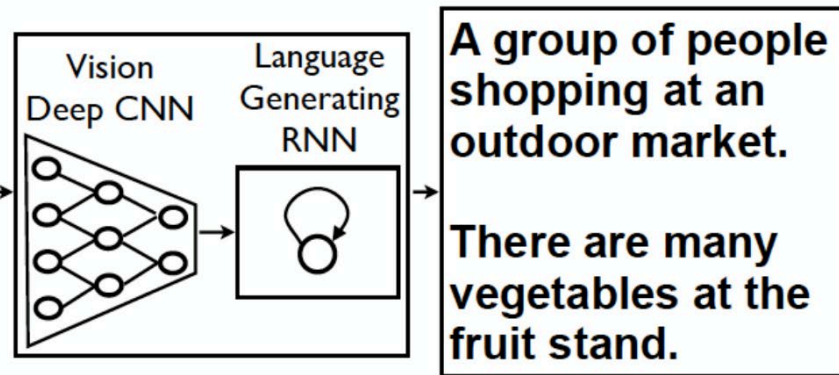 Vision
Deep CNN
Language
Generating
RNN
A group of people
shopping at an
outdoor market.
There are many
vegetables at the
fruit stand.